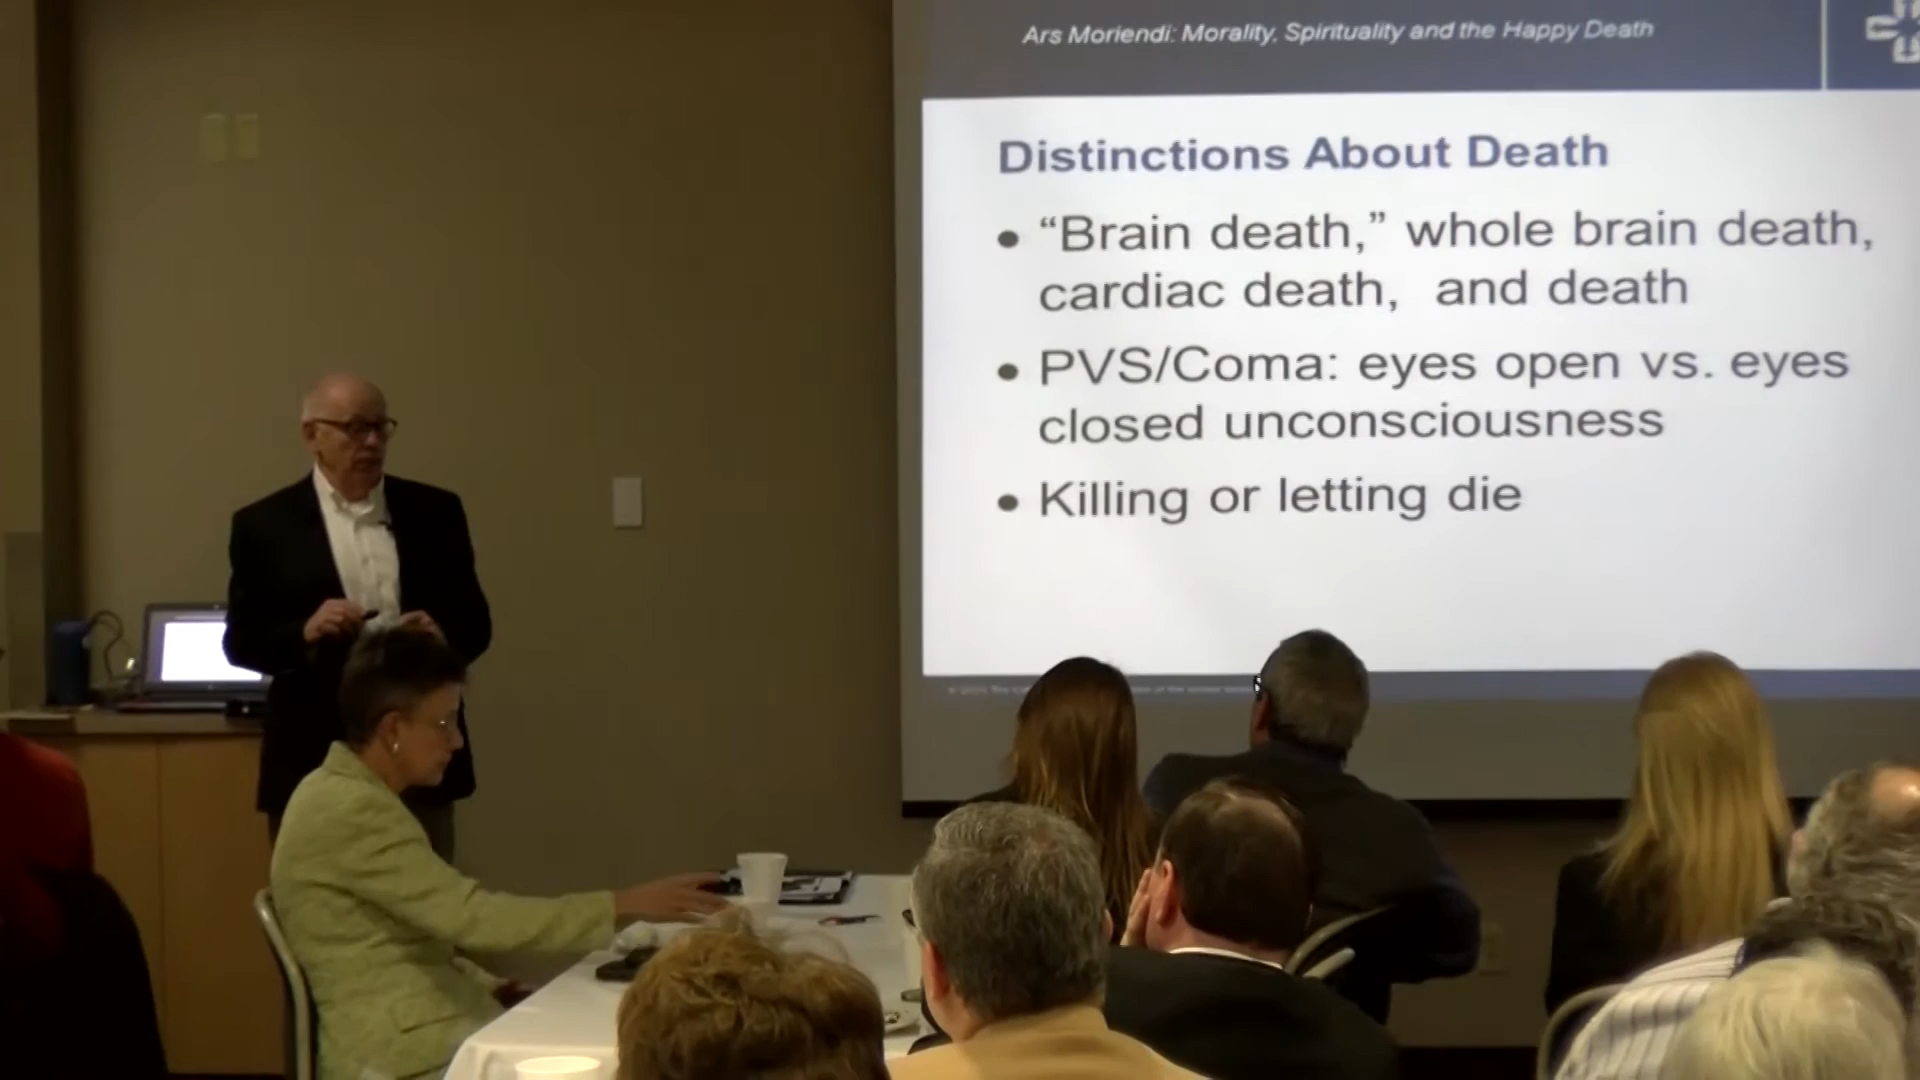 Ars Moriendi: Morality, Spirituality and the Happy Death
Distinctions About Death
• “Brain death,” whole brain death,
cardiac death, and death
• PVS/Coma: eyes open vs. eyes
closed unconsciousness
• Killing or letting die